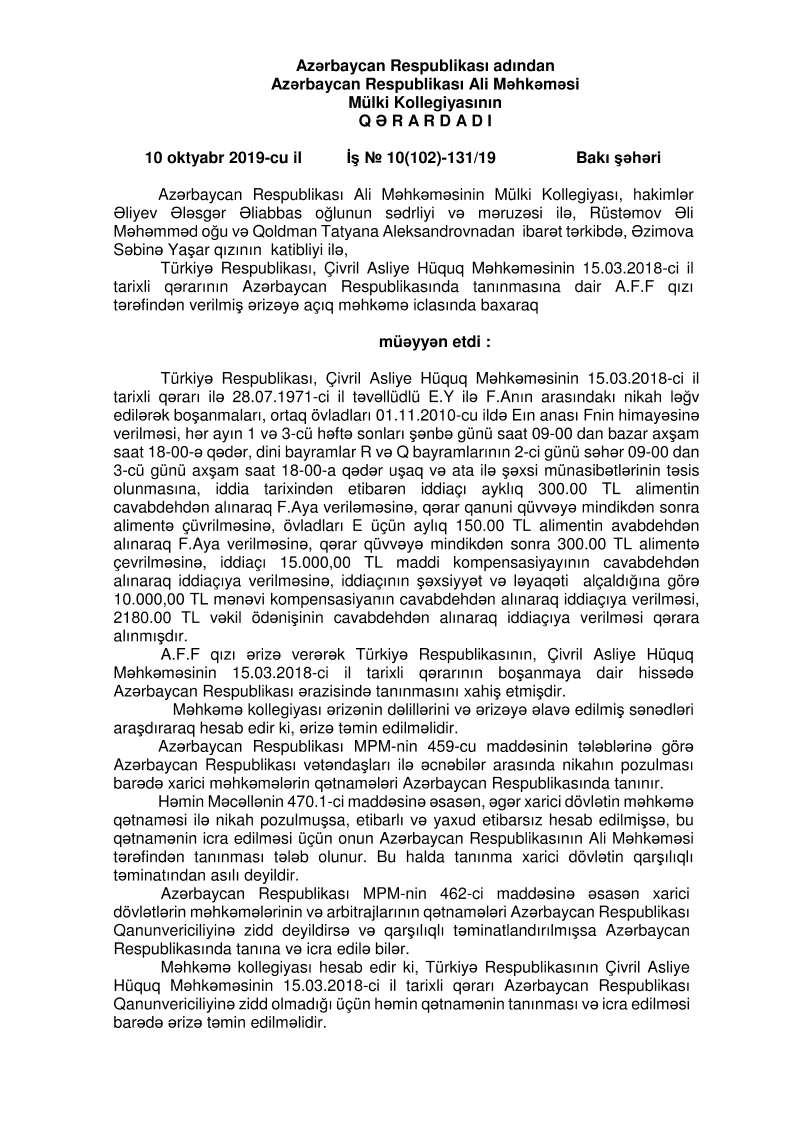 Azərbaycan Respublikası adından
Azərbaycan Respublikası Ali Məhkəməsi
Mülki Kollegiyasının
Q Ə R A R D A D I
10 oktyabr 2019-cu il İş № 10(102)-131/19 Bakı şəhəri
Azərbaycan Respublikası Ali Məhkəməsinin Mülki Kollegiyası, hakimlər
Əliyev Ələsgər Əliabbas oğlunun sədrliyi və məruzəsi ilə, Rüstəmov Əli
Məhəmməd oğu və Qoldman Tatyana Aleksandrovnadan ibarət tərkibdə, Əzimova
Səbinə Yaşar qızının katibliyi ilə,
Türkiyə Respublikası, Çivril Asliye Hüquq Məhkəməsinin 15.03.2018-ci il
tarixli qərarının Azərbaycan Respublikasında tanınmasına dair A.F.F qızı
tərəfindən verilmiş ərizəyə açıq məhkəmə iclasında baxaraq
müəyyən etdi :
Türkiyə Respublikası, Çivril Asliye Hüquq Məhkəməsinin 15.03.2018-ci il
tarixli qərarı ilə 28.07.1971-ci il təvəllüdlü E.Y ilə F.Anın arasındakı nikah ləğv
edilərək boşanmaları, ortaq övladları 01.11.2010-cu ildə Eın anası Fnin himayəsinə
verilməsi, hər ayın 1 və 3-cü həftə sonları şənbə günü saat 09-00 dan bazar axşam
saat 18-00-ə qədər, dini bayramlar R və Q bayramlarının 2-ci günü səhər 09-00 dan
3-cü günü axşam saat 18-00-a qədər uşaq və ata ilə şəxsi münasibətlərinin təsis
olunmasına, iddia tarixindən etibarən iddiaçı ayklıq 300.00 TL alimentin
cavabdehdən alınaraq F.Aya veriləməsinə, qərar qanuni qüvvəyə mindikdən sonra
alimentə çüvrilməsinə, övladları E üçün aylıq 150.00 TL alimentin avabdehdən
alınaraq F.Aya verilməsinə, qərar qüvvəyə mindikdən sonra 300.00 TL alimentə
çevrilməsinə, iddiaçı 15.000,00 TL maddi kompensasiyayının cavabdehdən
alınaraq iddiaçıya verilməsinə, iddiaçının şəxsiyyət və ləyaqəti alçaldığına görə
10.000,00 TL mənəvi kompensasiyanın cavabdehdən alınaraq iddiaçıya verilməsi,
2180.00 TL vəkil ödənişinin cavabdehdən alınaraq iddiaçıya verilməsi qərara
alınmışdır.
A.F.F qızı ərizə verərək Türkiyə Respublikasının, Çivril Asliye Hüquq
Məhkəməsinin 15.03.2018-ci il tarixli qərarının boşanmaya dair hissədə
Azərbaycan Respublikası ərazisində tanınmasını xahiş etmişdir.
Məhkəmə kollegiyası ərizənin dəlillərini və ərizəyə əlavə edilmiş sənədləri
araşdıraraq hesab edir ki, ərizə təmin edilməlidir.
Azərbaycan Respublikası MPM-nin 459-cu maddəsinin tələblərinə görə
Azərbaycan Respublikası vətəndaşları ilə əcnəbilər arasında nikahın pozulması
barədə xarici məhkəmələrin qətnamələri Azərbaycan Respublikasında tanınır.
Həmin Məcəllənin 470.1-ci maddəsinə əsasən, əgər xarici dövlətin məhkəmə
qətnaməsi ilə nikah pozulmuşsa, etibarlı və yaxud etibarsız hesab edilmişsə, bu
qətnamənin icra edilməsi üçün onun Azərbaycan Respublikasının Ali Məhkəməsi
tərəfindən tanınması tələb olunur. Bu halda tanınma xarici dövlətin qarşılıqlı
təminatından asılı deyildir.
Azərbaycan Respublikası MPM-nin 462-ci maddəsinə əsasən xarici
dövlətlərin məhkəmələrinin və arbitrajlarının qətnamələri Azərbaycan Respublikası
Qanunvericiliyinə zidd deyildirsə və qarşılıqlı təminatlandırılmışsa Azərbaycan
Respublikasında tanına və icra edilə bilər.
Məhkəmə kollegiyası hesab edir ki, Türkiyə Respublikasının Çivril Asliye
Hüquq Məhkəməsinin 15.03.2018-ci il tarixli qərarı Azərbaycan Respublikası
Qanunvericiliyinə zidd olmadığı üçün həmin qətnamənin tanınması və icra edilməsi
barədə ərizə təmin edilməlidir.